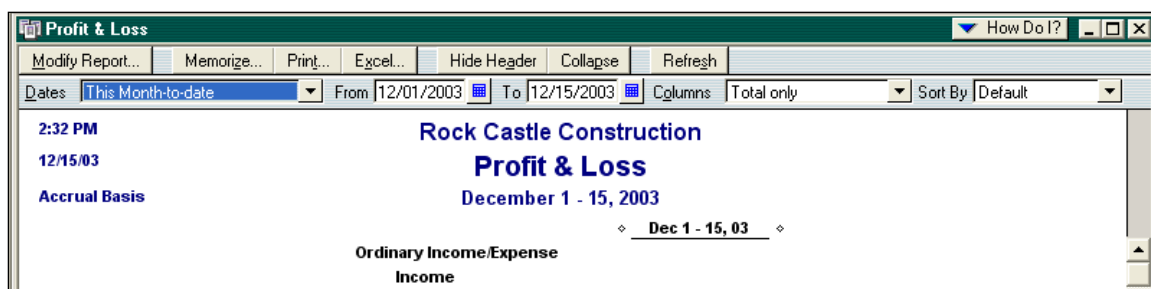 Profit & Loss How Do I?
Modify Report... Memorize... Print... Excel... Hide Header Collapse Refresh
Dates This Month-to-date From 12/01/2003 To 12/15/2003 Columns Total only Sort By Default
2:32 PM Rock Castle Construction
12/15/03 Profit & Loss
Accrual Basis December 1 - 15, 2003
Dec 1 - 15, 03
Ordinary Income/Expense
Income